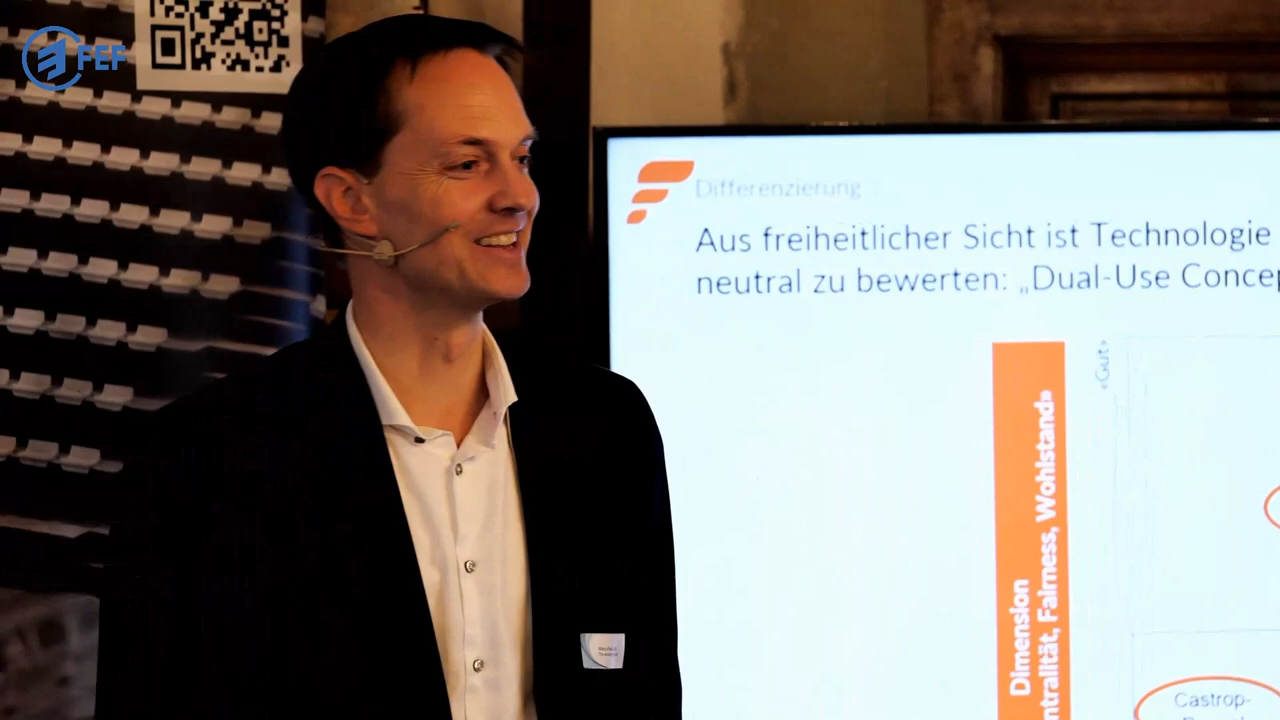 FEF
Differenzierung
Aus freiheitlicher Sicht ist Technologie
neutral zu bewerten: „Dual-Use Concep
«Gut»
Dimension
ntralität, Fairness, Wohlstand»
Castrop-